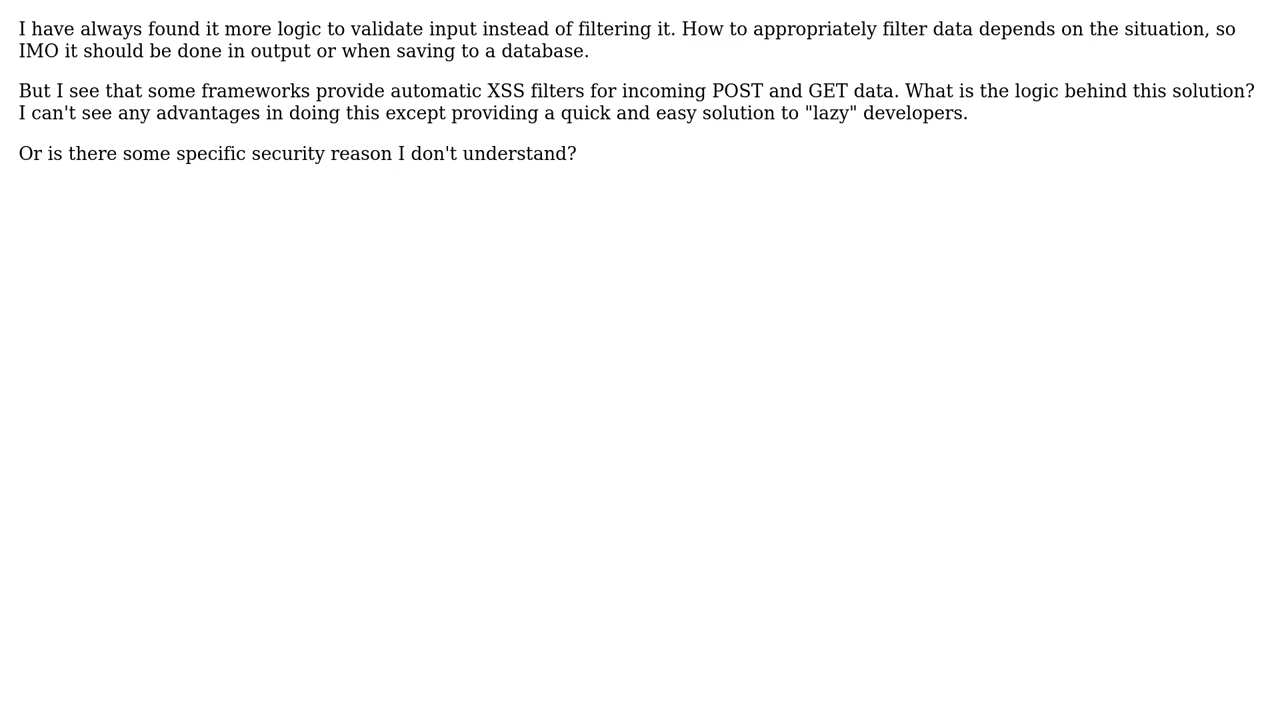 I have always found it more logic to validate input instead of filtering it. How to appropriately filter data depends on the situation, so
IMO it should be done in output or when saving to a database.
But I see that some frameworks provide automatic XSS filters for incoming POST and GET data. What is the logic behind this solution?
I can't see any advantages in doing this except providing a quick and easy solution to "lazy" developers.
Or is there some specific security reason I don't understand?